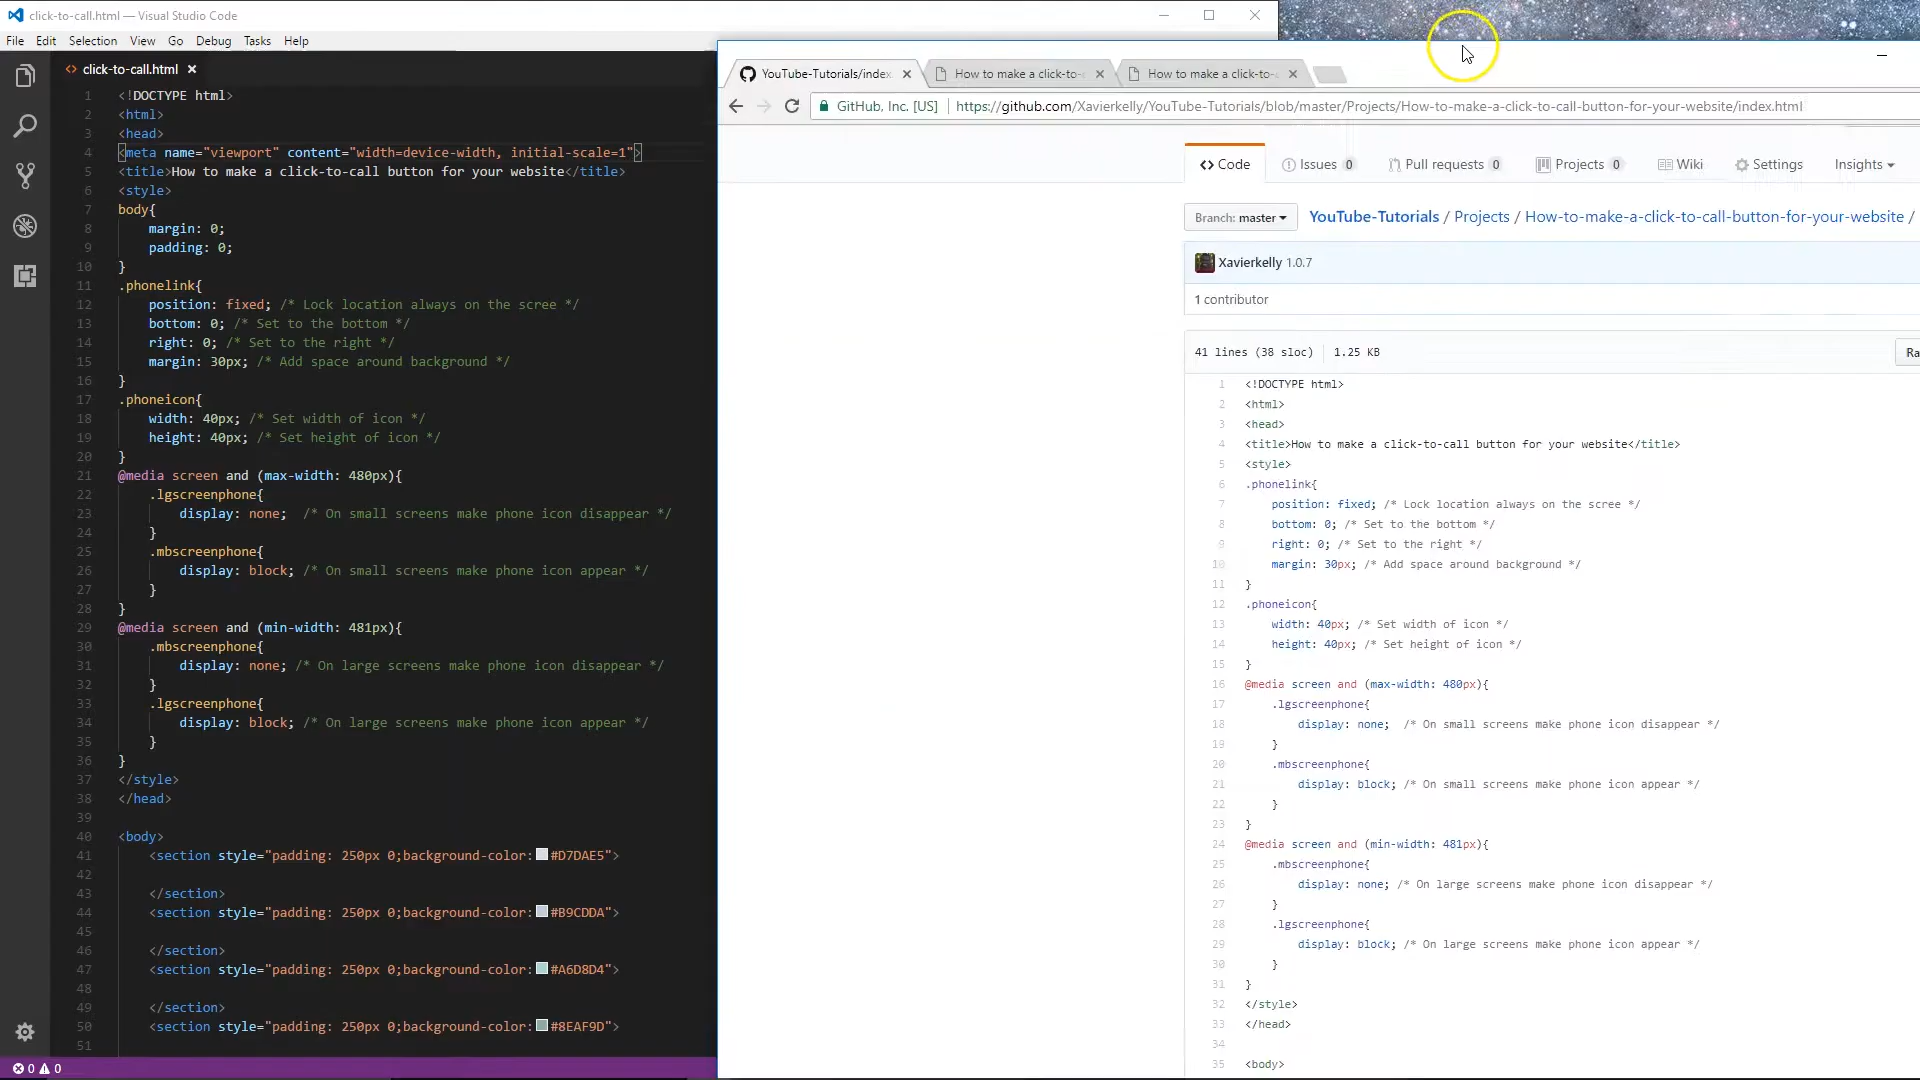 click-to-call.html — Visual Studio Code
File Edit Selection View Go Debug Tasks Help
click-to-call.html
1 <!DOCTYPE html>
2 <html>
3 <head>
4 <meta name="viewport" content="width=device-width, initial-scale=1">
5 <title>How to make a click-to-call button for your website</title>
6 <style>
7 body{
8 margin: 0;
9 padding: 0;
10 }
11 .phonelink{
12 position: fixed; /* Lock location always on the scree */
13 bottom: 0; /* Set to the bottom */
14 right: 0; /* Set to the right */
15 margin: 30px; /* Add space around background */
16 }
17 .phoneicon{
18 width: 40px; /* Set width of icon */
19 height: 40px; /* Set height of icon */
20 }
21 @media screen and (max-width: 480px){
22 .lgscreenphone{
23 display: none;  /* On small screens make phone icon disappear */
24 }
25 .mbscreenphone{
26 display: block; /* On small screens make phone icon appear */
27 }
28 }
29 @media screen and (min-width: 481px){
30 .mbscreenphone{
31 display: none; /* On large screens make phone icon disappear */
32 }
33 .lgscreenphone{
34 display: block; /* On large screens make phone icon appear */
35 }
36 }
37 </style>
38 </head>
39
40 <body>
41 <section style="padding: 250px 0;background-color:#D7DAE5">
42
43 </section>
44 <section style="padding: 250px 0;background-color:#B9CDDA">
45
46 </section>
47 <section style="padding: 250px 0;background-color:#A6D8D4">
48
49 </section>
50 <section style="padding: 250px 0;background-color:#8EAF9D">
51
0 0
YouTube-Tutorials/index How to make a click-to- How to make a click-to-
GitHub, Inc. [US] https://github.com/Xavierkelly/YouTube-Tutorials/blob/master/Projects/How-to-make-a-click-to-call-button-for-your-website/index.html
Code Issues 0 Pull requests 0 Projects 0 Wiki Settings Insights
Branch: master YouTube-Tutorials / Projects / How-to-make-a-click-to-call-button-for-your-website /
Xavierkelly 1.0.7
1 contributor
41 lines (38 sloc) 1.25 KB Ra
1 <!DOCTYPE html>
2 <html>
3 <head>
4 <title>How to make a click-to-call button for your website</title>
5 <style>
6 .phonelink{
7 position: fixed; /* Lock location always on the scree */
8 bottom: 0; /* Set to the bottom */
9 right: 0; /* Set to the right */
10 margin: 30px; /* Add space around background */
11 }
12 .phoneicon{
13 width: 40px; /* Set width of icon */
14 height: 40px; /* Set height of icon */
15 }
16 @media screen and (max-width: 480px){
17 .lgscreenphone{
18 display: none;  /* On small screens make phone icon disappear */
19 }
20 .mbscreenphone{
21 display: block; /* On small screens make phone icon appear */
22 }
23 }
24 @media screen and (min-width: 481px){
25 .mbscreenphone{
26 display: none; /* On large screens make phone icon disappear */
27 }
28 .lgscreenphone{
29 display: block; /* On large screens make phone icon appear */
30 }
31 }
32 </style>
33 </head>
34
35 <body>